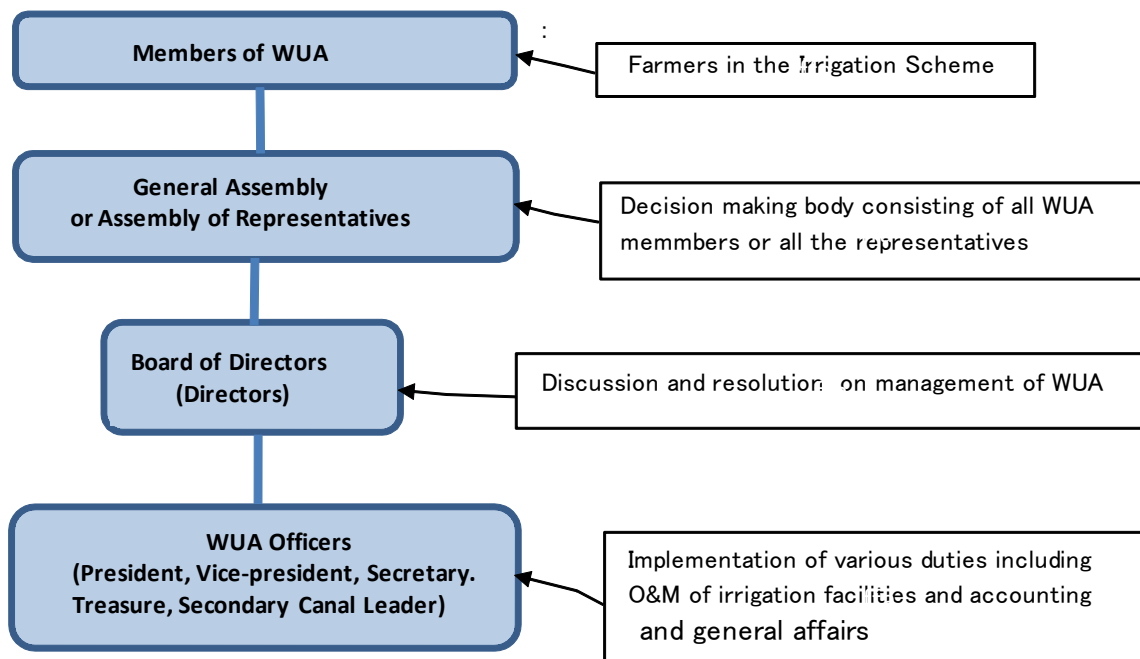 :
Members of WUA
Farmers in the Irrigation Scheme
General Assembly
or Assembly of Representatives
Decision making body consisting of all WUA
memmbers or all the representatives
Board of Directors
(Directors)
Discussion and resolution on management of WUA
WUA Officers
(President, Vice-president, Secretary.
Treasure, Secondary Canal Leader)
Implementation of various duties including
O&M of irrigation facilities and accounting
and general affairs